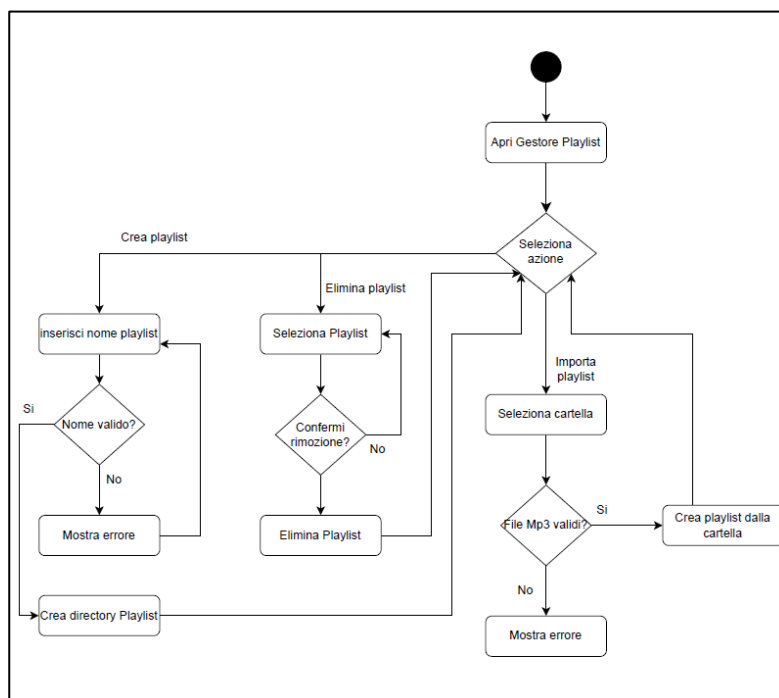 Apri Gestore Playlist
Seleziona
azione
Crea playlist
Elimina playlist
Importa
playlist
inserisci nome playlist
Seleziona Playlist
Seleziona cartella
Si
Nome valido?
No
Confermi
rimozione?
No
File Mp3 validi?
Si
Crea playlist dalla
cartella
Mostra errore
Elimina Playlist
No
Crea directory Playlist
Mostra errore